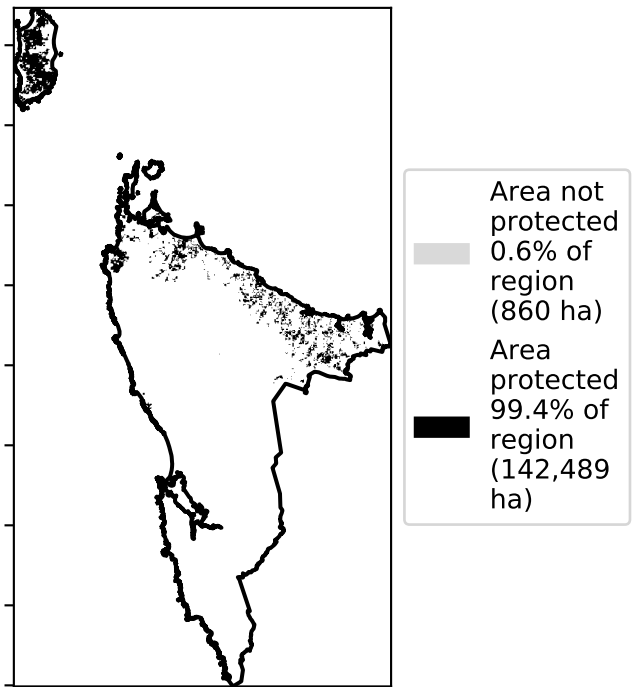 Area not
protected
0.6% of
region
(860 ha)
Area
protected
99.4% of
region
(142,489
ha)